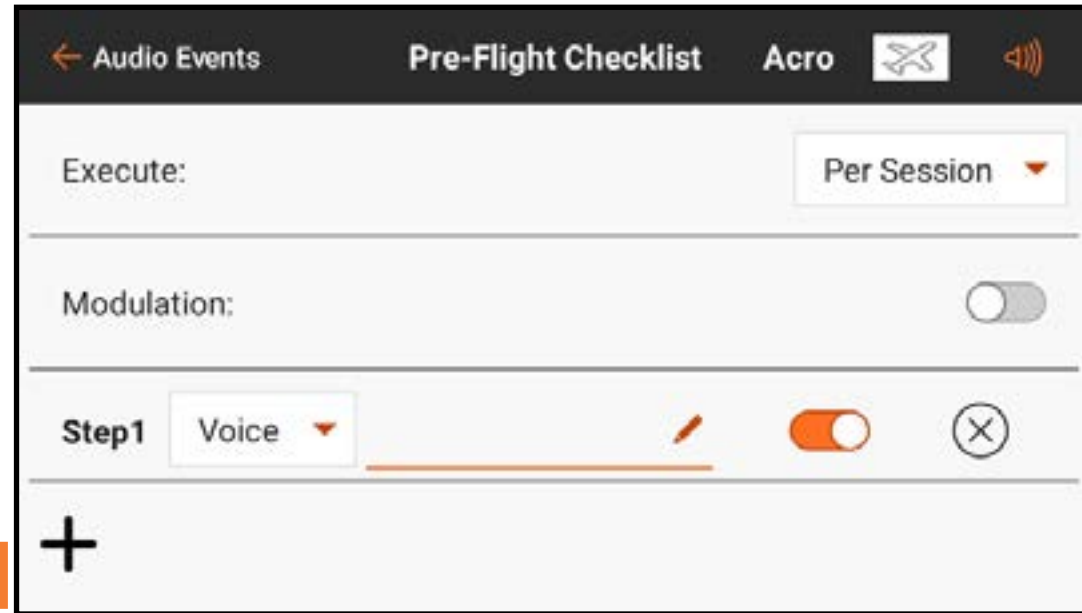 Audio Events Pre-Flight Checklist Acro
Execute: Per Session
Modulation:
Step1 Voice